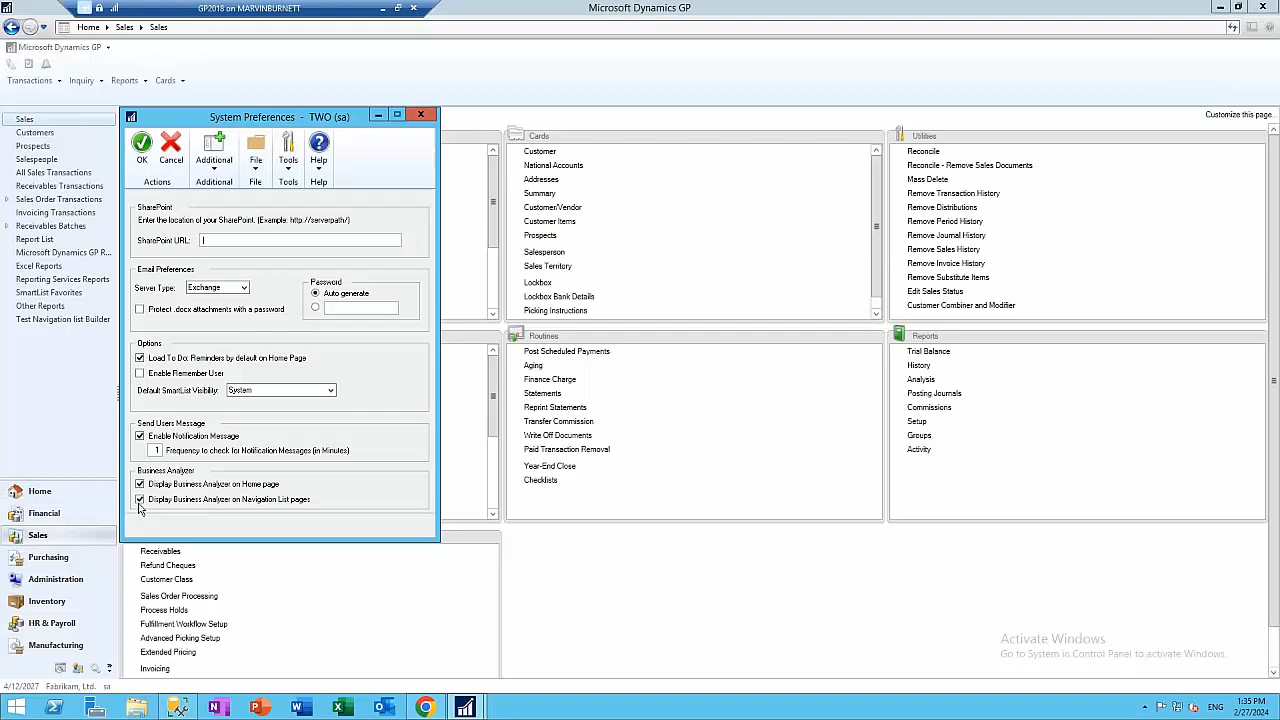 GP2018 on MARVINBURNETT
Microsoft Dynamics GP
Home Sales Sales
Microsoft Dynamics GP
Transactions Inquiry Reports Cards
Customize this page...
Sales
Customers
Prospects
Salespeople
All Sales Transactions
Receivables Transactions
Sales Order Transactions
Invoicing Transactions
Receivables Batches
Report List
Microsoft Dynamics GP R...
Excel Reports
Reporting Services Reports
SmartList Favorites
Other Reports
Test Navigation list Builder
Home
Financial
Sales
Purchasing
Administration
Inventory
HR & Payroll
Manufacturing
System Preferences - TWO (sa)
OK Cancel Additional File Tools Help
Actions Additional File Tools Help
SharePoint
Enter the location of your SharePoint. (Example: http://serverpath/)
SharePoint URL:
Email Preferences
Server Type: Exchange
Password
Auto generate
Protect .docx attachments with a password
Options
Load To Do: Reminders by default on Home Page
Enable Remember User
Default SmartList Visibility: System
Send Users Message
Enable Notification Message
1 Frequency to check for Notification Messages (in Minutes)
Business Analyzer
Display Business Analyzer on Home page
Display Business Analyzer on Navigation List pages
Receivables
Refund Cheques
Customer Class
Sales Order Processing
Process Holds
Fulfillment Workflow Setup
Advanced Picking Setup
Extended Pricing
Invoicing
Cards
Customer
National Accounts
Addresses
Summary
Customer/Vendor
Customer Items
Prospects
Salesperson
Sales Territory
Lockbox
Lockbox Bank Details
Picking Instructions
Routines
Post Scheduled Payments
Aging
Finance Charge
Statements
Reprint Statements
Transfer Commission
Write Off Documents
Paid Transaction Removal
Year-End Close
Checklists
Utilities
Reconcile
Reconcile - Remove Sales Documents
Mass Delete
Remove Transaction History
Remove Distributions
Remove Period History
Remove Journal History
Remove Sales History
Remove Invoice History
Remove Substitute Items
Edit Sales Status
Customer Combiner and Modifier
Reports
Trial Balance
History
Analysis
Posting Journals
Commissions
Setup
Groups
Activity
Activate Windows
Go to System in Control Panel to activate Windows.
4/12/2027 Fabrikam, Ltd. sa
ENG
1:35 PM
2/27/2024